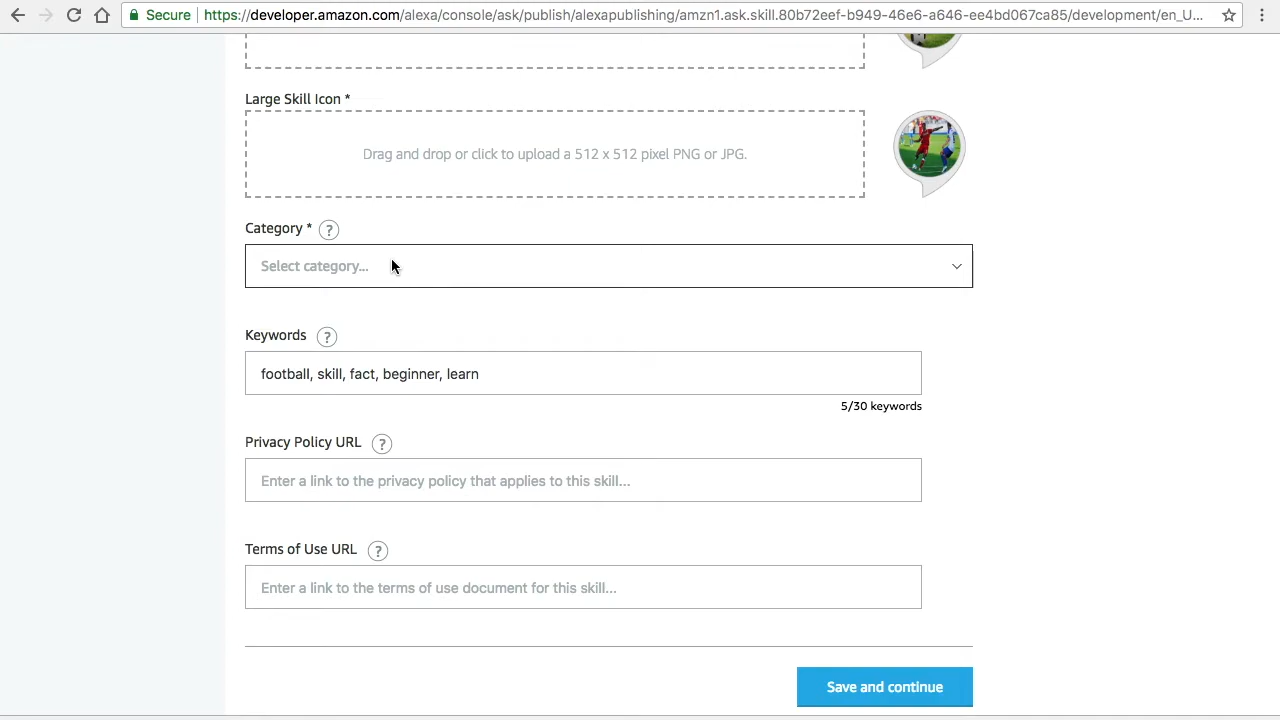 Secure
https://developer.amazon.com/alexa/console/ask/publish/alexapublishing/amzn1.ask.skill.80b72eef-b949-46e6-a646-ee4bd067ca85/development/en_U...
Large Skill Icon *
Drag and drop or click to upload a 512 x 512 pixel PNG or JPG.
Category * ?
Select category...
Keywords ?
football, skill, fact, beginner, learn
5/30 keywords
Privacy Policy URL ?
Enter a link to the privacy policy that applies to this skill...
Terms of Use URL ?
Enter a link to the terms of use document for this skill...
Save and continue